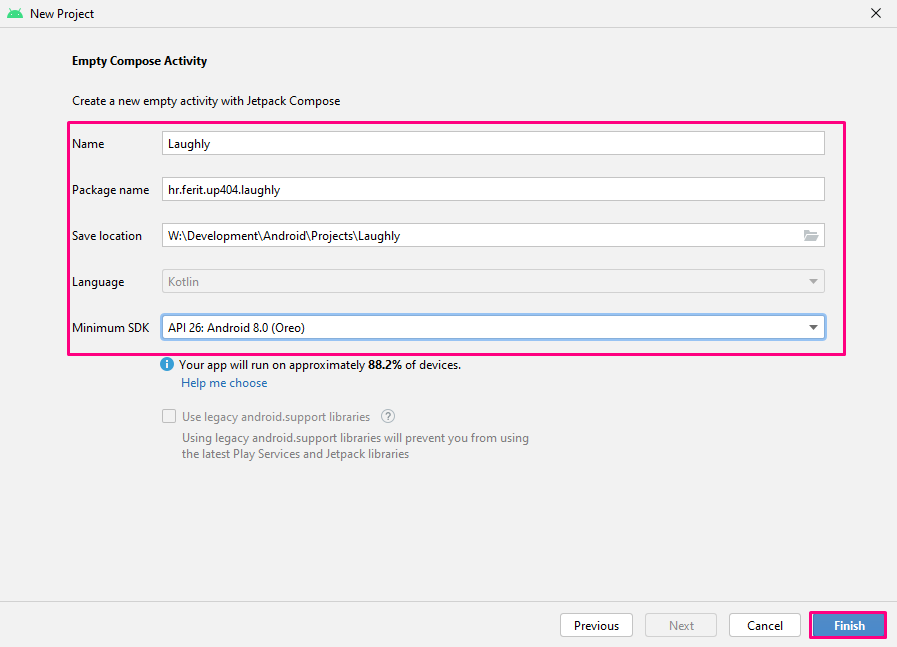 New Project
Empty Compose Activity
Create a new empty activity with Jetpack Compose
Name Laughly
Package name hr.ferit.up404.laughly
Save location W:\Development\Android\Projects\Laughly
Language Kotlin
Minimum SDK API 26: Android 8.0 (Oreo)
i Your app will run on approximately 88.2% of devices.
Help me choose
Use legacy android.support libraries ?
Using legacy android.support libraries will prevent you from using
the latest Play Services and Jetpack libraries
Previous Next Cancel Finish